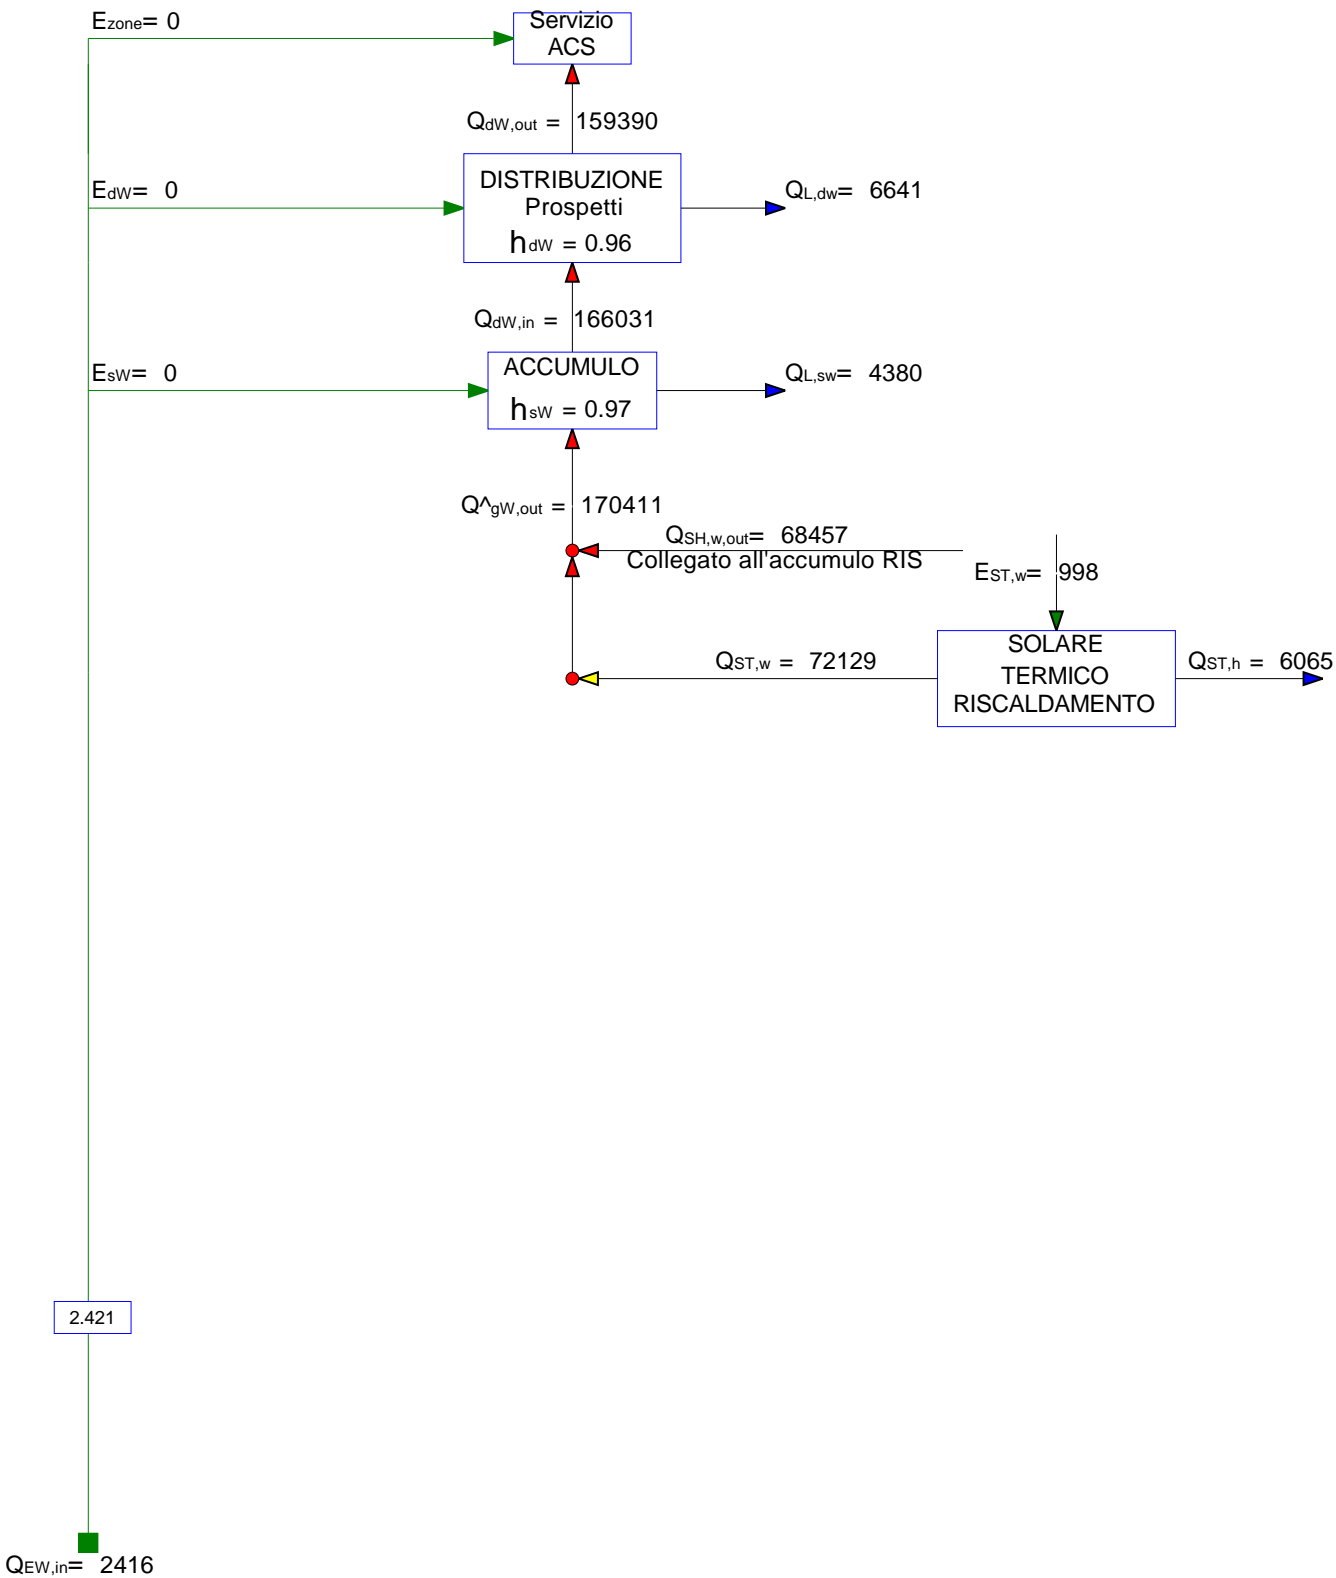 Ezone= 0
Servizio
ACS
QdW,out = 159390
EdW= 0
DISTRIBUZIONE
Prospetti
hdW = 0.96
QL,dw= 6641
QdW,in = 166031
EsW= 0
ACCUMULO
hsW = 0.97
QL,sw= 4380
Q^gW,out = 170411
QSH,w,out= 68457
Collegato all'accumulo RIS
EST,w= 998
SOLARE
TERMICO
RISCALDAMENTO
QST,w = 72129
QST,h = 6065
2.421
QEW,in= 2416